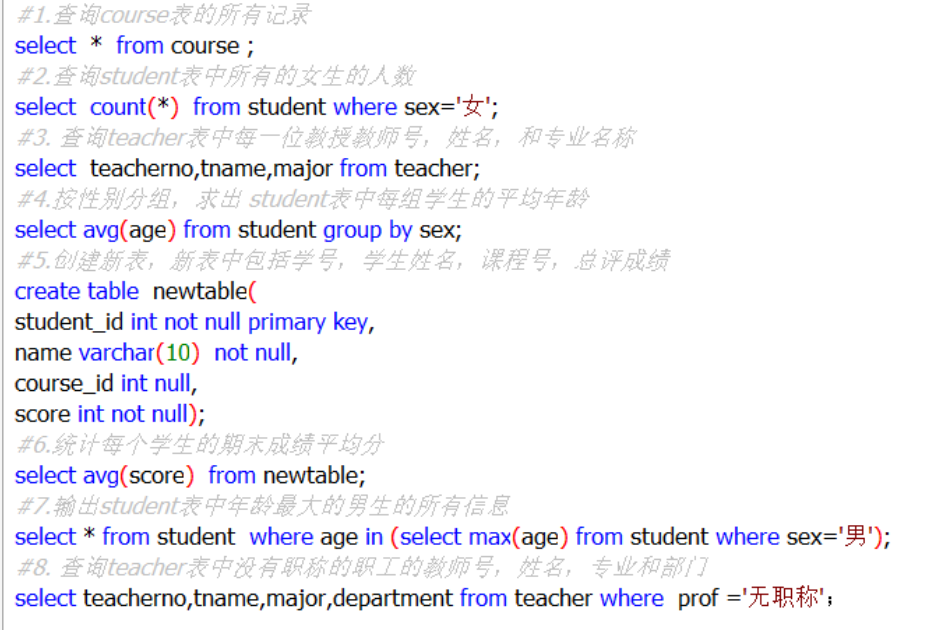 #1.查询course表的所有记录
select * from course ;
#2.查询student表中所有的女生的人数
select count(*) from student where sex='女';
#3. 查询teacher表中每一位教授教师号，姓名，和专业名称
select teacherno,tname,major from teacher;
#4.按性别分组，求出 student表中每组学生的平均年龄
select avg(age) from student group by sex;
#5.创建新表，新表中包括学号，学生姓名，课程号，总评成绩
create table newtable(
student_id int not null primary key,
name varchar(10) not null,
course_id int null,
score int not null);
#6.统计每个学生的期末成绩平均分
select avg(score) from newtable;
#7.输出student表中年龄最大的男生的所有信息
select * from student where age in (select max(age) from student where sex='男');
#8. 查询teacher表中没有职称的职工的教师号，姓名，专业和部门
select teacherno,tname,major,department from teacher where prof ='无职称'；